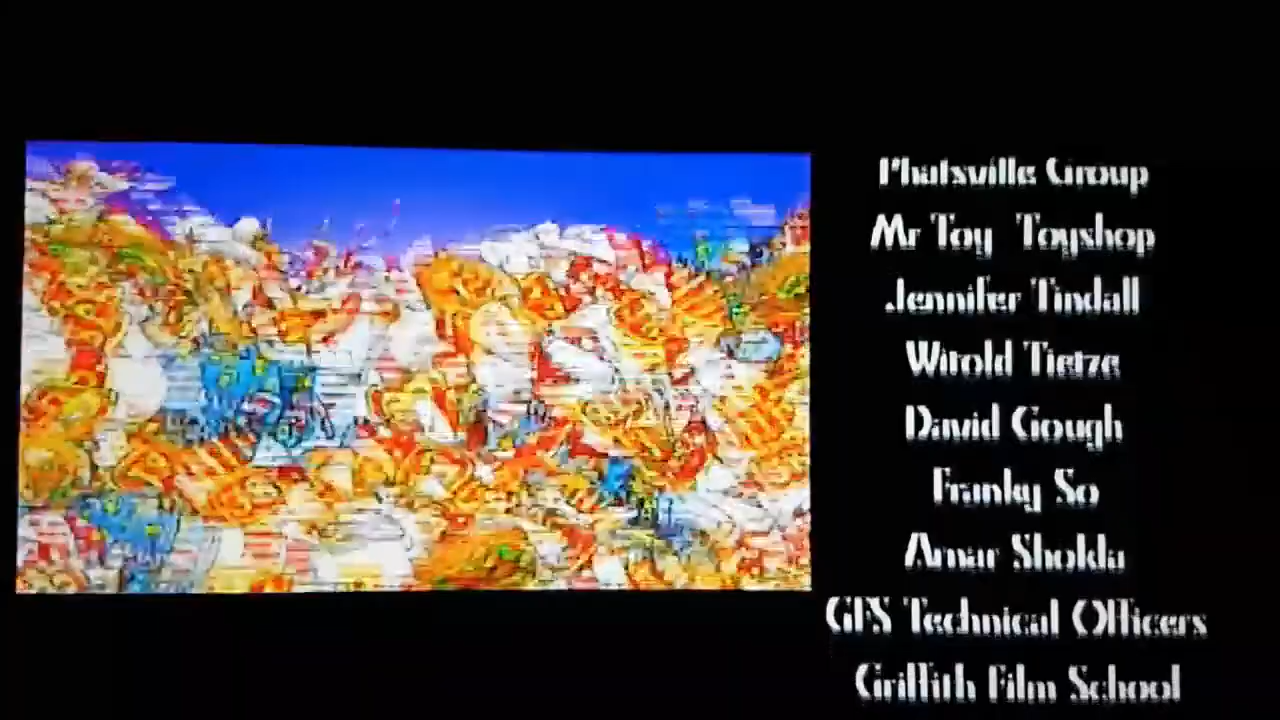 Phatsville Group
Mr Toy Toyshop
Jennifer Tindall
Witold Tietze
David Gough
Franky So
Amar Sholda
GFS Technical Officers
Griffith Film School